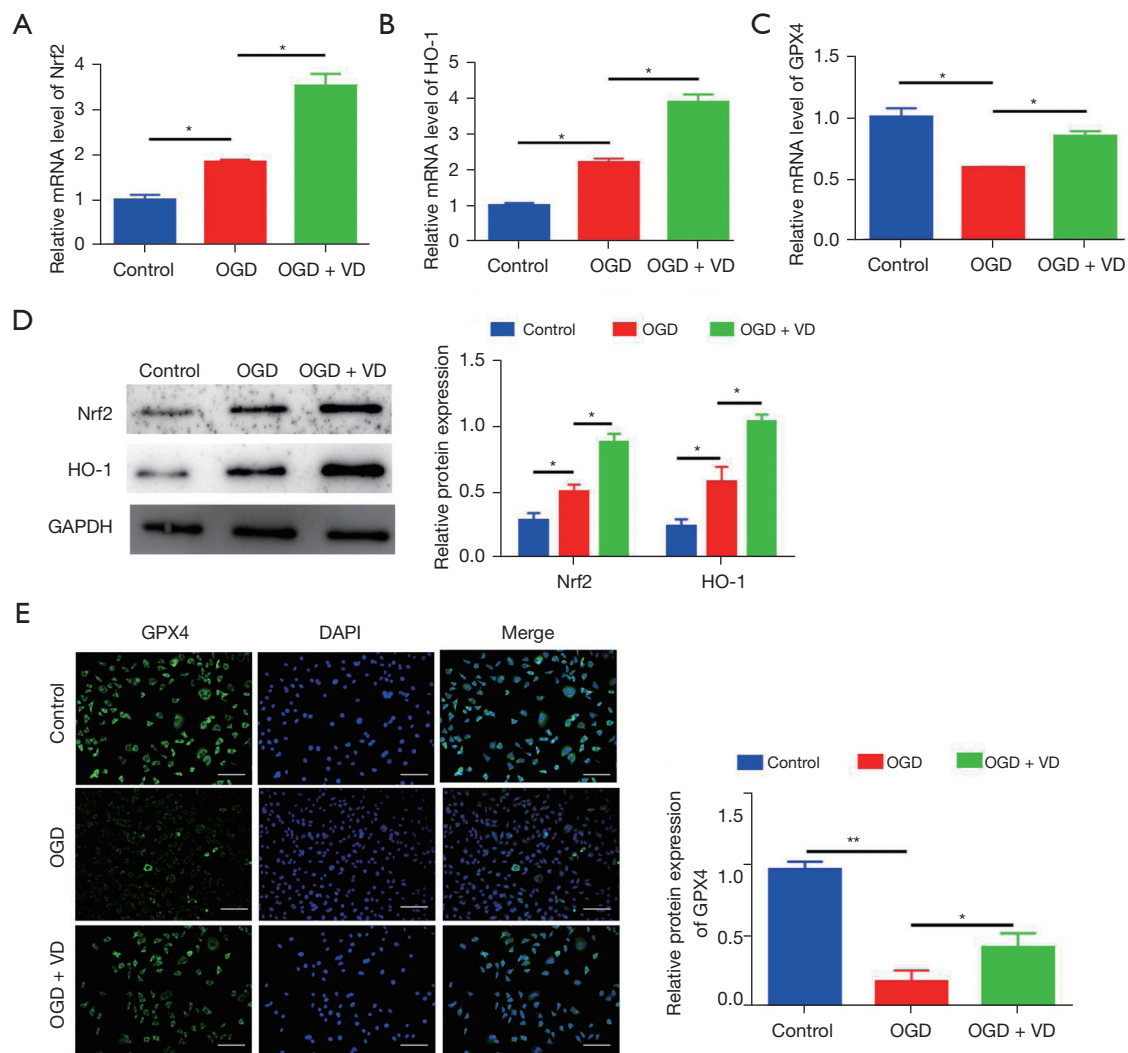 A
Relative mRNA level of Nrf2
4
3
2
1
0
*
*
Control
OGD
OGD + VD
B
Relative mRNA level of HO-1
5
4
3
2
1
0
*
*
Control
OGD
OGD + VD
C
Relative mRNA level of GPX4
1.5
1.0
0.5
0.0
*
*
Control
OGD
OGD + VD
D
Control
OGD
OGD + VD
Nrf2
HO-1
GAPDH
Control
OGD
OGD + VD
Relative protein expression
1.5
1.0
0.5
0.0
*
*
*
*
Nrf2
HO-1
E
GPX4
DAPI
Merge
Control
OGD
OGD + VD
Control
OGD
OGD + VD
Relative protein expression
of GPX4
1.5
1.0
0.5
0.0
**
*
Control
OGD
OGD + VD